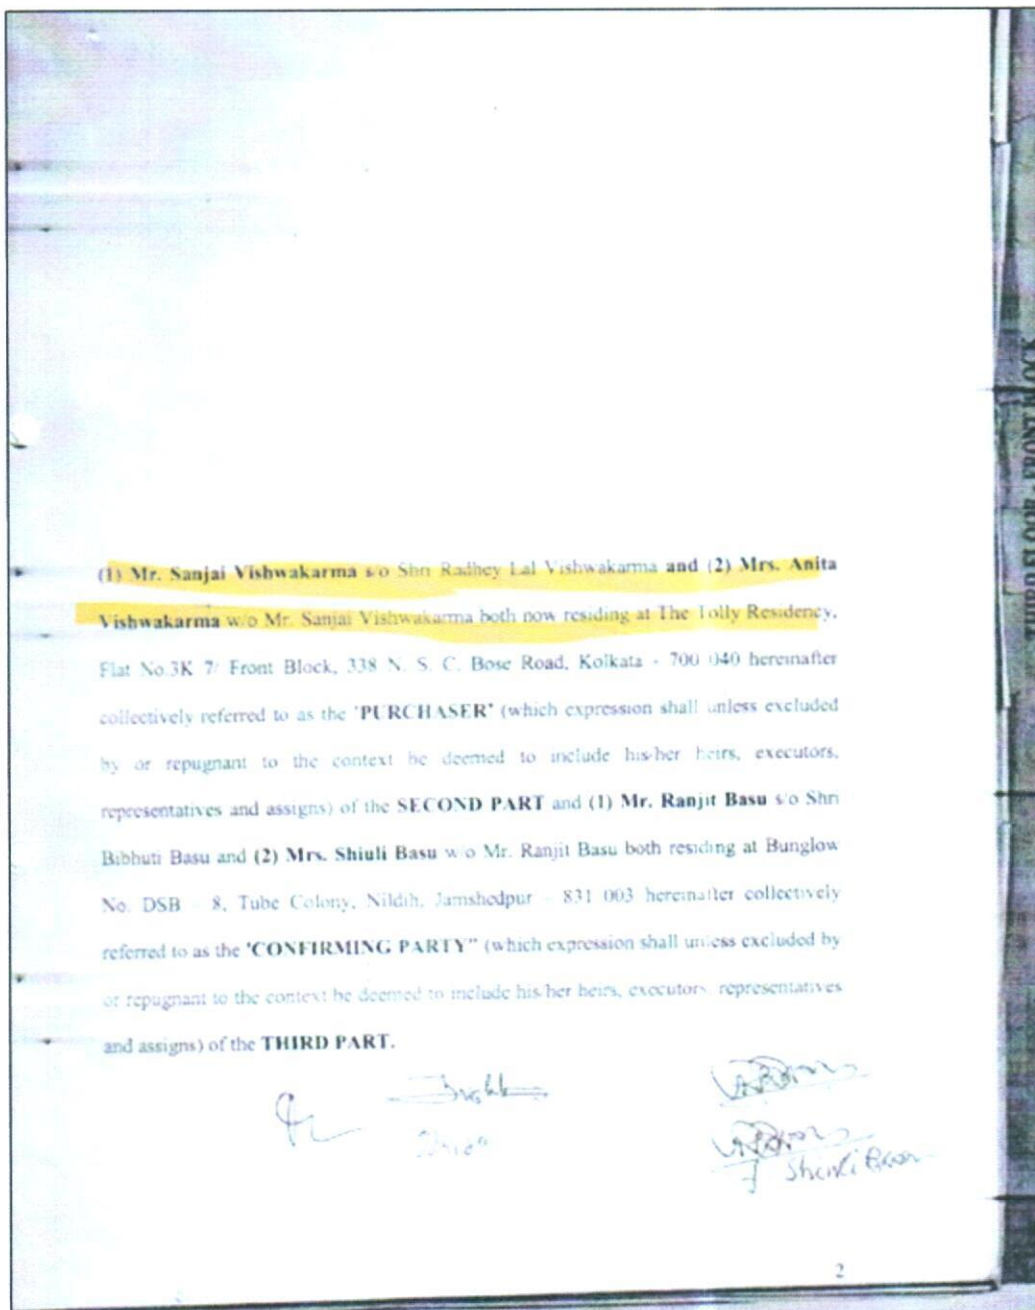 (1) Mr. Sanjai Vishwakarma s/o Shri Radhey Lal Vishwakarma and (2) Mrs. Anita
Vishwakarma w/o Mr. Sanjai Vishwakarma both now residing at The Tolly Residency,
Flat No.3K 7/ Front Block, 338 N. S. C. Bose Road, Kolkata - 700 040 hereinafter
collectively referred to as the 'PURCHASER' (which expression shall unless excluded
by or repugnant to the context be deemed to include his/her heirs, executors,
representatives and assigns) of the SECOND PART and (1) Mr. Ranjit Basu s/o Shri
Bibhuti Basu and (2) Mrs. Shiuli Basu w/o Mr. Ranjit Basu both residing at Bunglow
No. DSB - 8, Tube Colony, Nildih, Jamshedpur - 831 003 hereinafter collectively
referred to as the 'CONFIRMING PARTY" (which expression shall unless excluded by
or repugnant to the context be deemed to include his/her heirs, executors, representatives
and assigns) of the THIRD PART.
Shiuli Basu
2
FLOOR - FRONT BLOCK